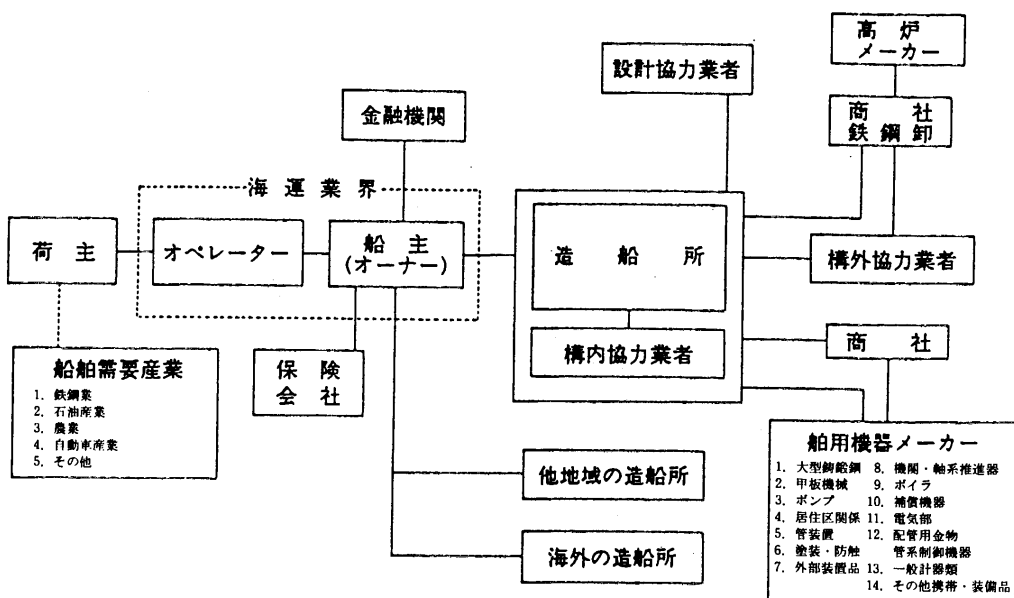 高炉
メーカー
設計協力業者
商社
鉄鋼卸
金融機関
海運業界
荷主
オペレーター
船主
(オーナー)
造船所
構外協力業者
構内協力業者
商社
船舶需要産業
1. 鉄鋼業
2. 石油産業
3. 農業
4. 自動車産業
5. その他
保険
会社
他地域の造船所
海外の造船所
舶用機器メーカー
1. 大型鋳鍛鋼
2. 甲板機械
3. ポンプ
4. 居住区関係
5. 管装置
6. 塗装・防触
7. 外部装置品
8. 機関・軸系推進器
9. ボイラ
10. 補償機器
11. 電気部
12. 配管用金物
管系制御機器
13. 一般計器類
14. その他携帯・装備品